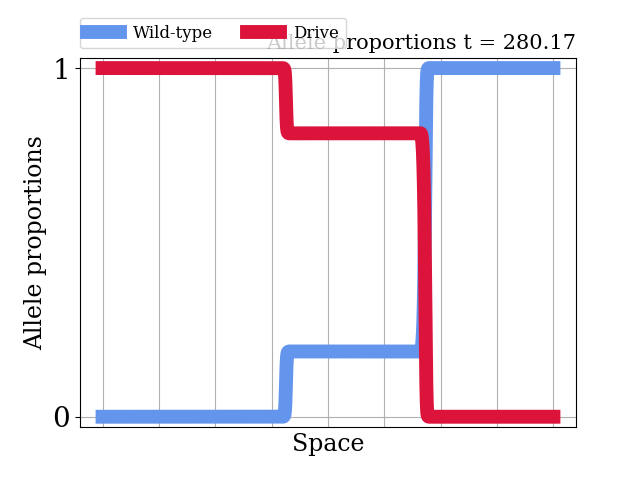 Wild-type Drive
Allele proportions t = 280.17
1
Allele proportions
0
Space